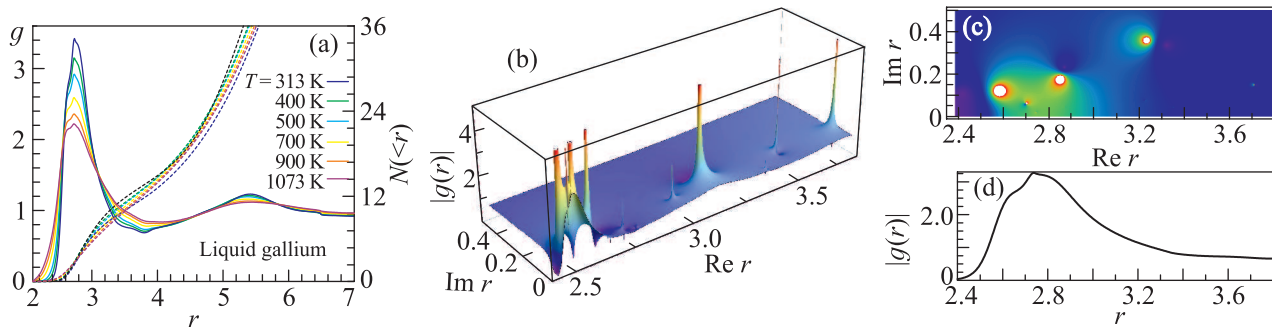 g
3
2
1
0
2
3
4
5
6
7
r
36
24
12
0
N(<r)
(a)
T = 313 K
400 K
500 K
700 K
900 K
1073 K
Liquid gallium
(b)
|g(r)|
4
2
Im r
0.4
0.2
0
2.5
3.0
3.5
Re r
(c)
Im r
0.4
0.2
0
2.4
2.8
3.2
3.6
Re r
(d)
|g(r)|
2.0
0
2.4
2.8
3.2
3.6
r